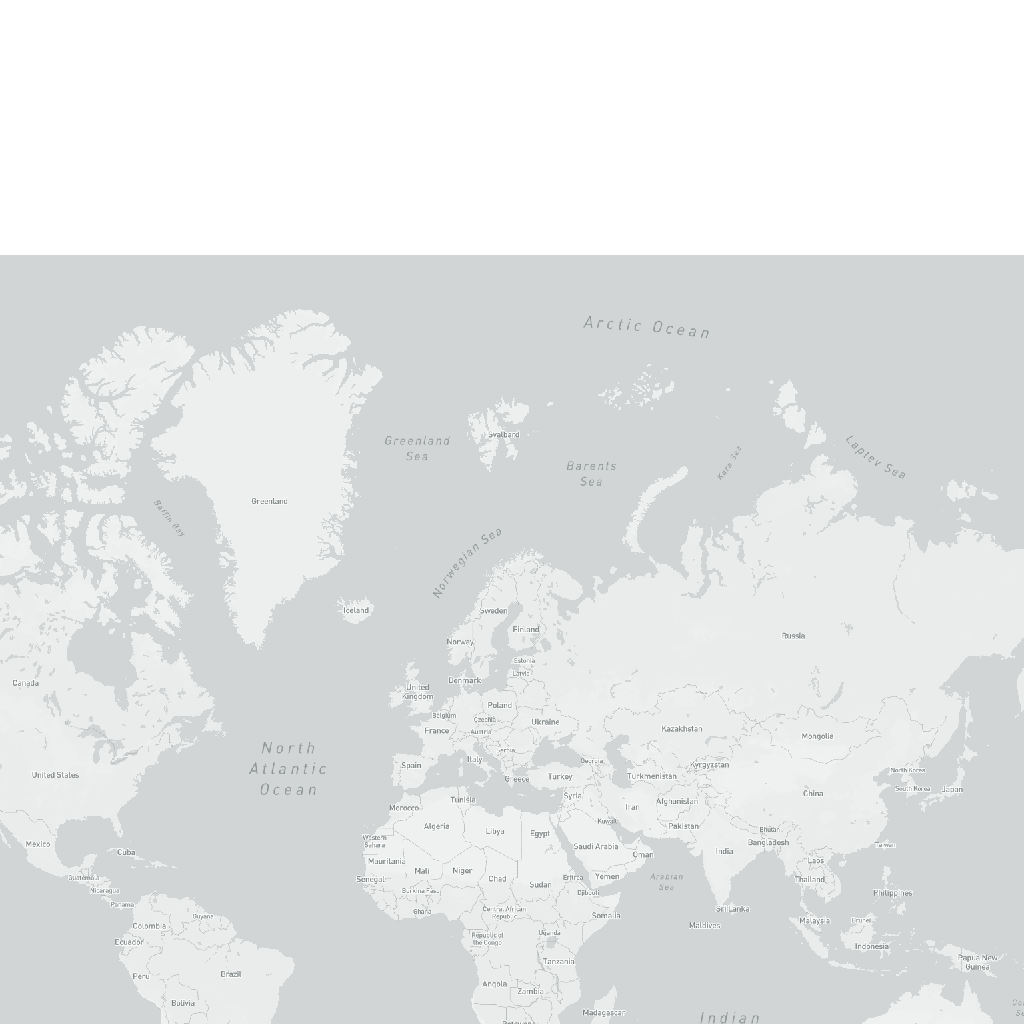 Arctic Ocean
Greenland
Sea
Svalbard
Barents
Sea
Kara Sea
Laptev Sea
Greenland
Baffin Bay
Norwegian Sea
Iceland
Sweden
Finland
Norway
Russia
Estonia
Latvia
Canada
Denmark
United
Kingdom
Poland
Belgium
Czechia
Ukraine
France
Austria
Kazakhstan
Mongolia
North
Atlantic
Ocean
Serbia
Italy
Georgia
Spain
Kyrgyzstan
United States
Greece
Turkey
Turkmenistan
North Korea
South Korea
Japan
China
Syria
Tunisia
Morocco
Iran
Afghanistan
Kuwait
Algeria
Libya
Egypt
Pakistan
Bhutan
Bangladesh
Western
Sahara
Mexico
Cuba
Saudi Arabia
Oman
India
Taiwan
Mauritania
Mali
Niger
Laos
Guatemala
Senegal
Chad
Sudan
Eritrea
Yemen
Arabian
Sea
Thailand
Nicaragua
Burkina Faso
Djibouti
Philippines
Panama
Guyana
Ghana
Central African
Republic
Somalia
Sri Lanka
Maldives
Malaysia
Brunei
Colombia
Ecuador
Republic of
The Congo
Uganda
Indonesia
Tanzania
Papua New
Guinea
Peru
Brazil
Angola
Zambia
Bolivia
Madagascar
Indian
Botswana